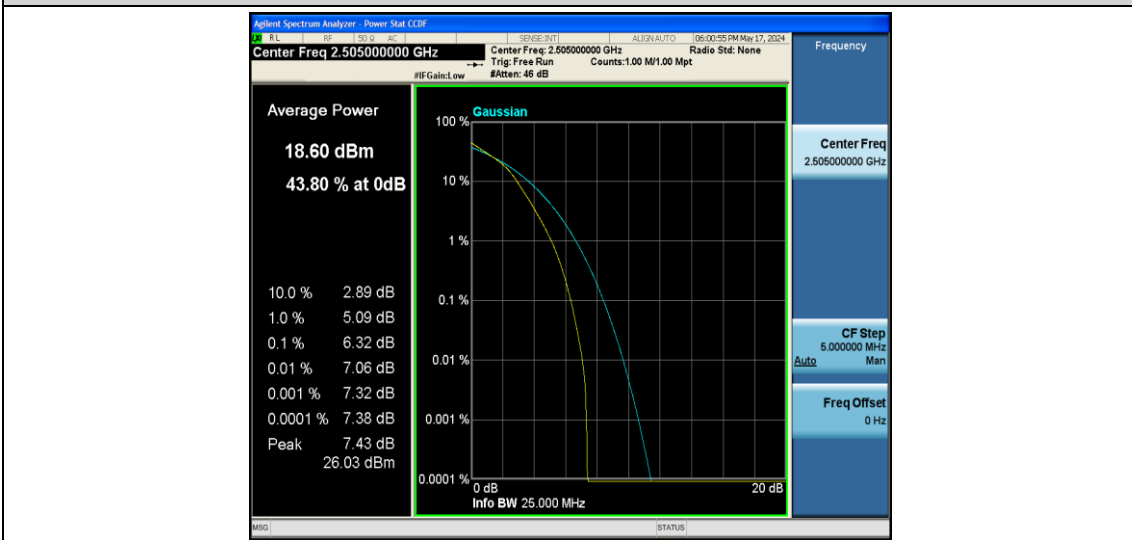 Agilent Spectrum Analyzer - Power Stat CCDF
RL RF 50 Ω AC SENSE:INT ALIGN AUTO 06:00:55 PM May 17, 2024
Center Freq 2.505000000 GHz
Center Freq: 2.505000000 GHz Radio Std: None
Trig: Free Run Counts:1.00 M/1.00 Mpt
#IFGain:Low #Atten: 46 dB
Frequency
Average Power
18.60 dBm
43.80 % at 0dB
10.0 % 2.89 dB
1.0 % 5.09 dB
0.1 % 6.32 dB
0.01 % 7.06 dB
0.001 % 7.32 dB
0.0001 % 7.38 dB
Peak 7.43 dB
26.03 dBm
Gaussian
100 %
10 %
1 %
0.1 %
0.01 %
0.001 %
0.0001 %
0 dB 20 dB
Info BW 25.000 MHz
Center Freq
2.505000000 GHz
CF Step
5.000000 MHz
Auto Man
Freq Offset
0 Hz
MSG STATUS